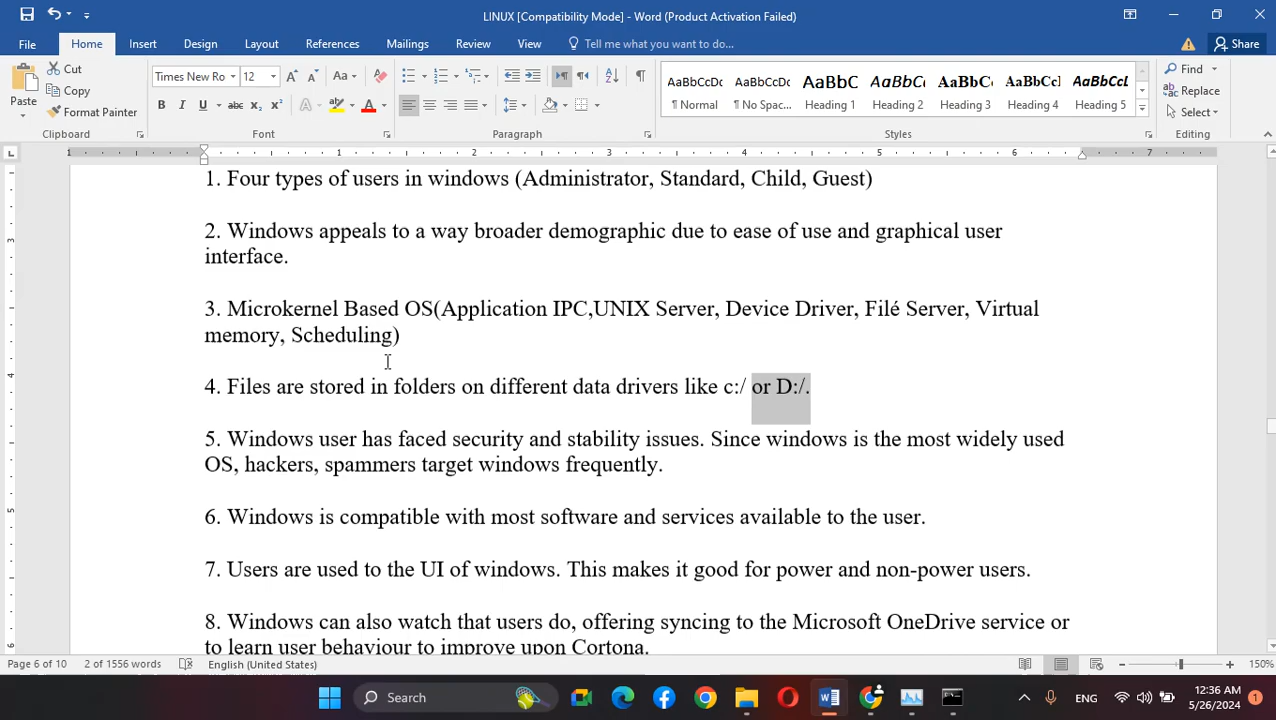 LINUX [Compatibility Mode] - Word (Product Activation Failed)
File Home Insert Design Layout References Mailings Review View Tell me what you want to do... Share
Paste Cut Copy Format Painter
Clipboard
Times New Ro 12
Font
Paragraph
AaBbCcDc AaBbCcDc AaBbC AaBbCcD AaBbCcD AaBbCcI AaBbCcD
¶ Normal ¶ No Spac... Heading Heading 2 Heading 3 Heading 4 Heading 5
Styles
Find Replace Select
Editing
1 1 2 3 4 5 6 7
1. Four types of users in windows (Administrator, Standard, Child, Guest)
2. Windows appeals to a way broader demographic due to ease of use and graphical user
interface.
3. Microkernel Based OS(Application IPC,UNIX Server, Device Driver, Filé Server, Virtual
memory, Scheduling)
4. Files are stored in folders on different data drivers like c:/ or D:/.
5. Windows user has faced security and stability issues. Since windows is the most widely used
OS, hackers, spammers target windows frequently.
6. Windows is compatible with most software and services available to the user.
7. Users are used to the UI of windows. This makes it good for power and non-power users.
8. Windows can also watch that users do, offering syncing to the Microsoft OneDrive service or
to learn user behaviour to improve upon Cortona.
Page 6 of 10 2 of 1556 words English (United States) 150%
Search ENG 12:36 AM
5/26/2024